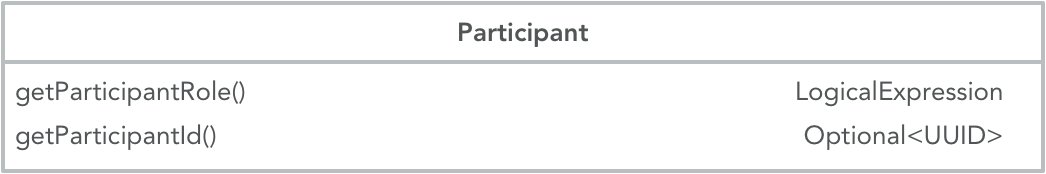 Participant
getParticipantRole() LogicalExpression
getParticipantId() Optional<UUID>